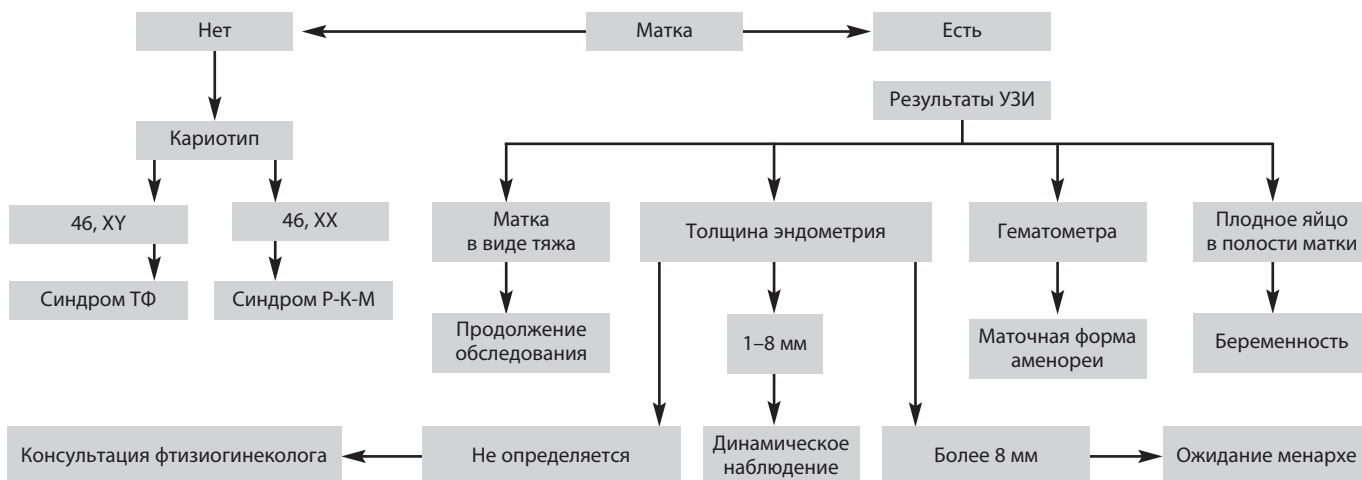 Нет
Матка
Есть
Результаты УЗИ
Кариотип
46, XY
46, XX
Матка
в виде тяжа
Толщина эндометрия
Гематометра
Плодное яйцо
в полости матки
Синдром ТФ
Синдром Р-К-М
Продолжение
обследования
1–8 мм
Маточная форма
аменореи
Беременность
Консультация фтизиогинеколога
Не определяется
Динамическое
наблюдение
Более 8 мм
Ожидание менархе